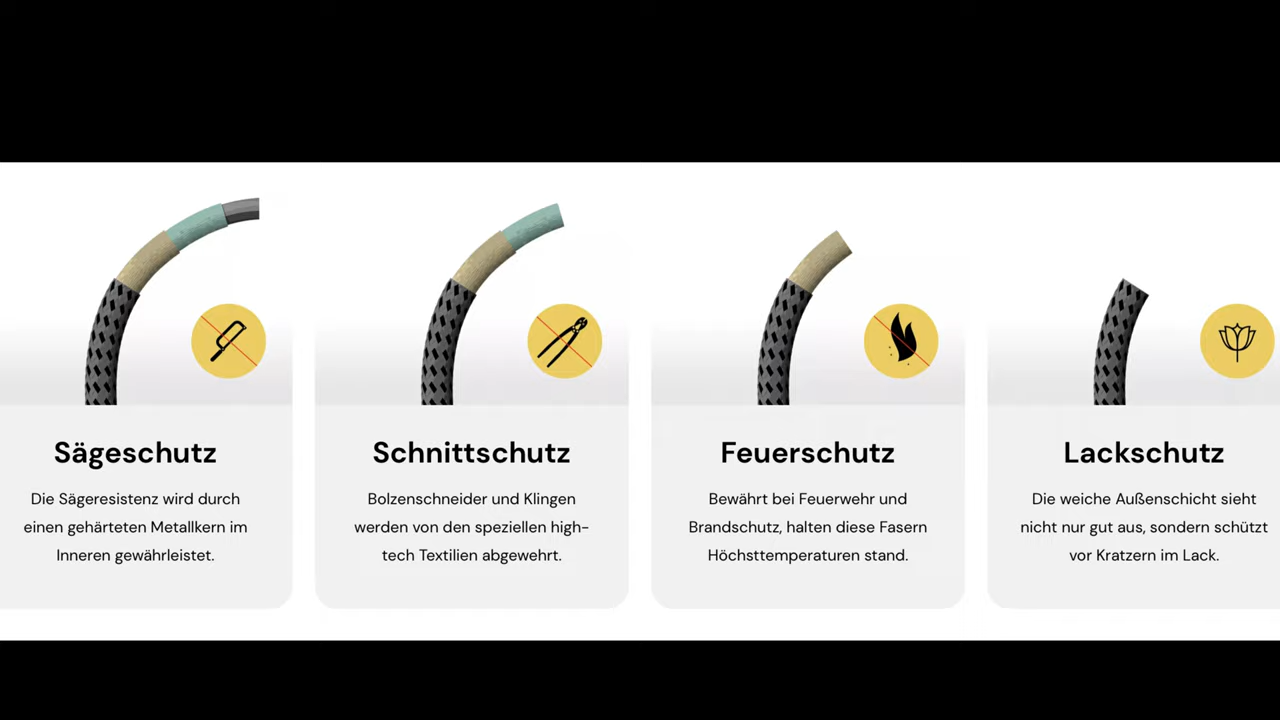 Sägeschutz
Die Sägeresistenz wird durch
einen gehärteten Metallkern im
Inneren gewährleistet.
Schnittschutz
Bolzenschneider und Klingen
werden von den speziellen high-
tech Textilien abgewehrt.
Feuerschutz
Bewährt bei Feuerwehr und
Brandschutz, halten diese Fasern
Höchsttemperaturen stand.
Lackschutz
Die weiche Außenschicht sieht
nicht nur gut aus, sondern schützt
vor Kratzern im Lack.